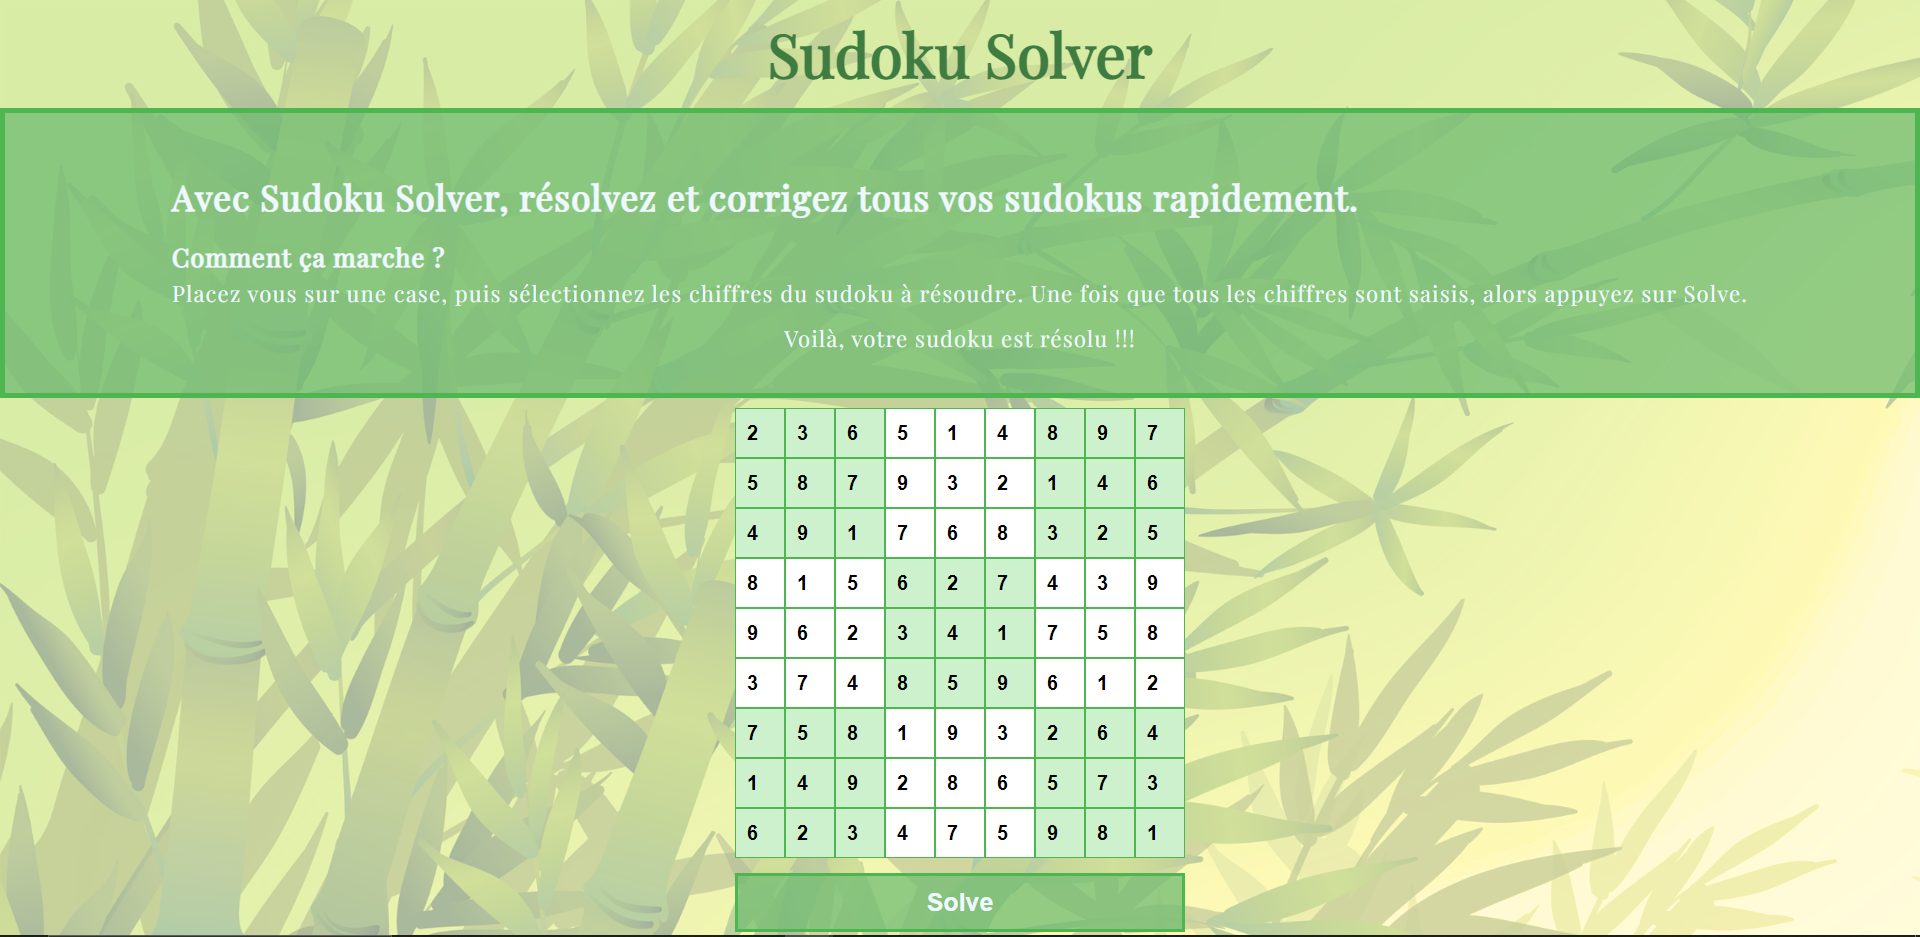 Sudoku Solver
Avec Sudoku Solver, résolvez et corrigez tous vos sudokus rapidement.
Comment ça marche ?
Placez vous sur une case, puis sélectionnez les chiffres du sudoku à résoudre. Une fois que tous les chiffres sont saisis, alors appuyez sur Solve.
Voilà, votre sudoku est résolu !!!
2 3 6 5 1 4 8 9 7
5 8 7 9 3 2 1 4 6
4 9 1 7 6 8 3 2 5
8 1 5 6 2 7 4 3 9
9 6 2 3 4 1 7 5 8
3 7 4 8 5 9 6 1 2
7 5 8 1 9 3 2 6 4
1 4 9 2 8 6 5 7 3
6 2 3 4 7 5 9 8 1
Solve